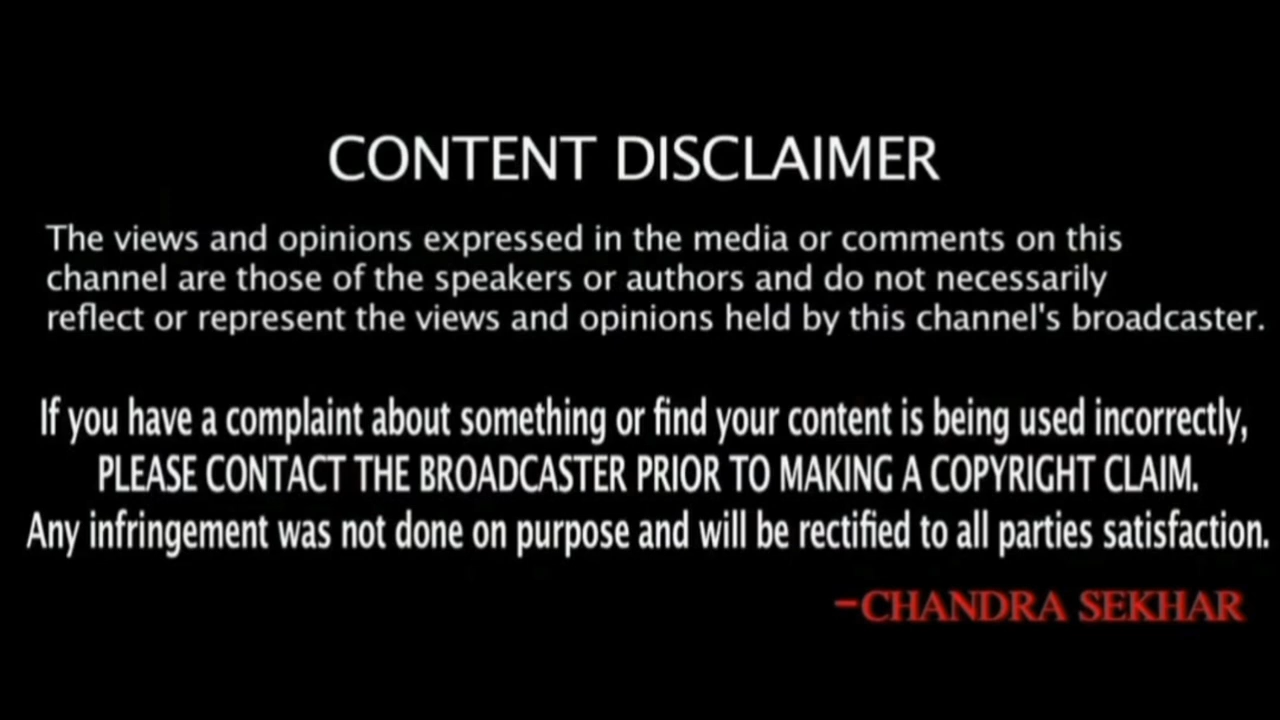 CONTENT DISCLAIMER
The views and opinions expressed in the media or comments on this
channel are those of the speakers or authors and do not necessarily
reflect or represent the views and opinions held by this channel's broadcaster.
If you have a complaint about something or find your content is being used incorrectly,
PLEASE CONTACT THE BROADCASTER PRIOR TO MAKING A COPYRIGHT CLAIM.
Any infringement was not done on purpose and will be rectified to all parties satisfaction.
-CHANDRA SEKHAR